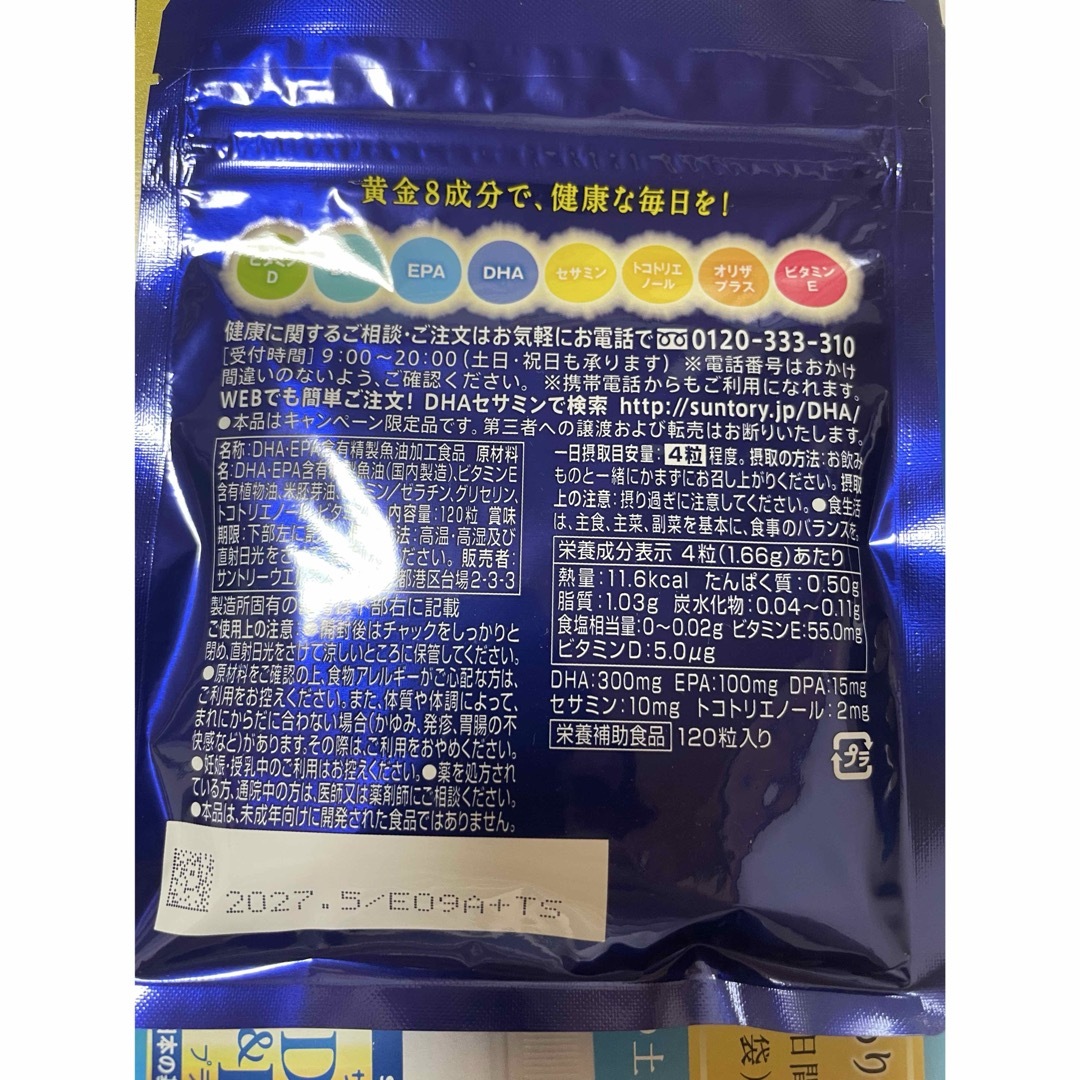 黄金8成分で、健康な毎日を!
ビタミン
D
EPA
DHA
セサミン
トコトリエ
ノール
オリザ
プラス
ビタミン
E
健康に関するご相談・ご注文はお気軽にお電話で 0120-333-310
[受付時間] 9:00〜20:00(土日・祝日も承ります) ※電話番号はおかけ
間違いのないよう、ご確認ください。 ※携帯電話からもご利用になれます。
WEBでも簡単ご注文! DHAセサミンで検索 http://suntory.jp/DHA/
●本品はキャンペーン限定品です。第三者への譲渡および転売はお断りいたします。
名称:DHA・EPA含有精製魚油加工食品 原材料
名:DHA・EPA含有 魚油(国内製造)、ビタミンE
含有植物油、米胚芽油、 ミン/ゼラチン、グリセリン、
トコトリエノール、ビタ 内容量:120粒 賞味
期限:下部左に記 法:高温・高湿及び
直射日光をさ ださい。 販売者:
サントリーウエル 都港区台場2-3-3
製造所固有の 下部右に記載
ご使用上の注意 ●開封後はチャックをしっかりと
閉め、直射日光をさけて涼しいところに保管してください。
●原材料をご確認の上、食物アレルギーがご心配な方は、
ご利用をお控えください。また、体質や体調によって、
まれにからだに合わない場合(かゆみ、発疹、胃腸の不
快感など)があります。その際は、ご利用をおやめください。
●妊娠・授乳中のご利用はお控えください。●薬を処方され
ている方、通院中の方は、医師又は薬剤師にご相談ください。
●本品は、未成年向けに開発された食品ではありません。
一日摂取目安量:4粒程度。摂取の方法:お飲み
ものと一緒にかまずにお召し上がりください。摂取
上の注意:摂り過ぎに注意してください。●食生活
は、主食、主菜、副菜を基本に、食事のバランスを。
栄養成分表示 4粒(1.66g)あたり
熱量:11.6kcal たんぱく質:0.50g
脂質:1.03g 炭水化物:0.04〜0.11g
食塩相当量:0〜0.02g ビタミンE:55.0mg
ビタミンD:5.0μg
DHA:300mg EPA:100mg DPA:15mg
セサミン:10mg トコトリエノール:2mg
栄養補助食品 120粒入り
プラ
2027.5/E09A+TS